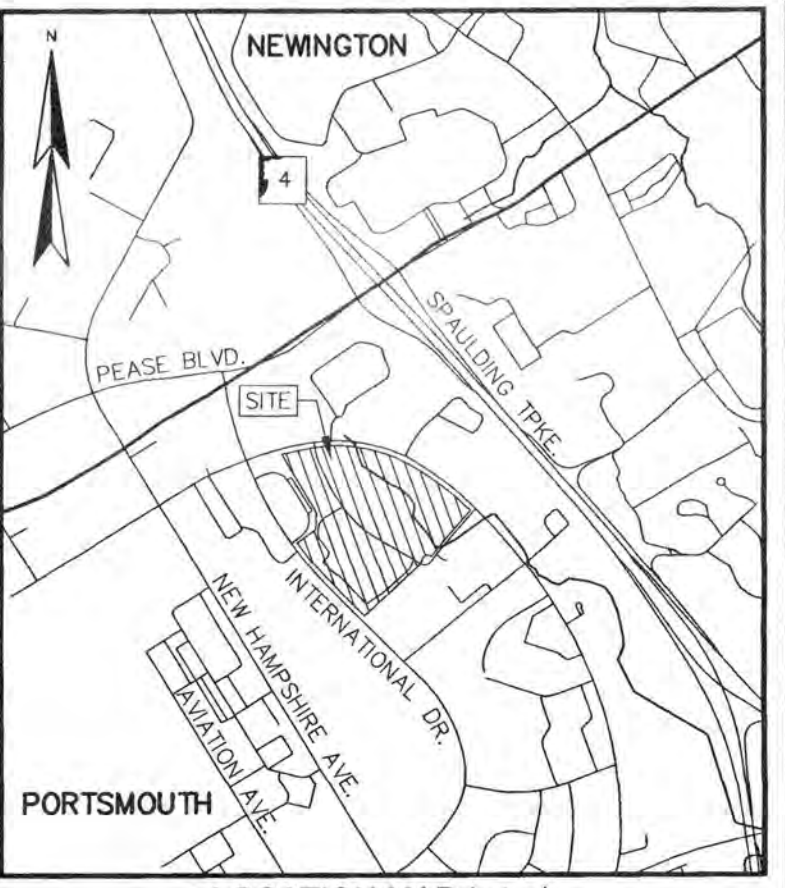 N
NEWINGTON
4
SPAULDING TPKE.
PEASE BLVD.
SITE
INTERNATIONAL DR.
NEW HAMPSHIRE AVE.
AVIATION AVE.
PORTSMOUTH